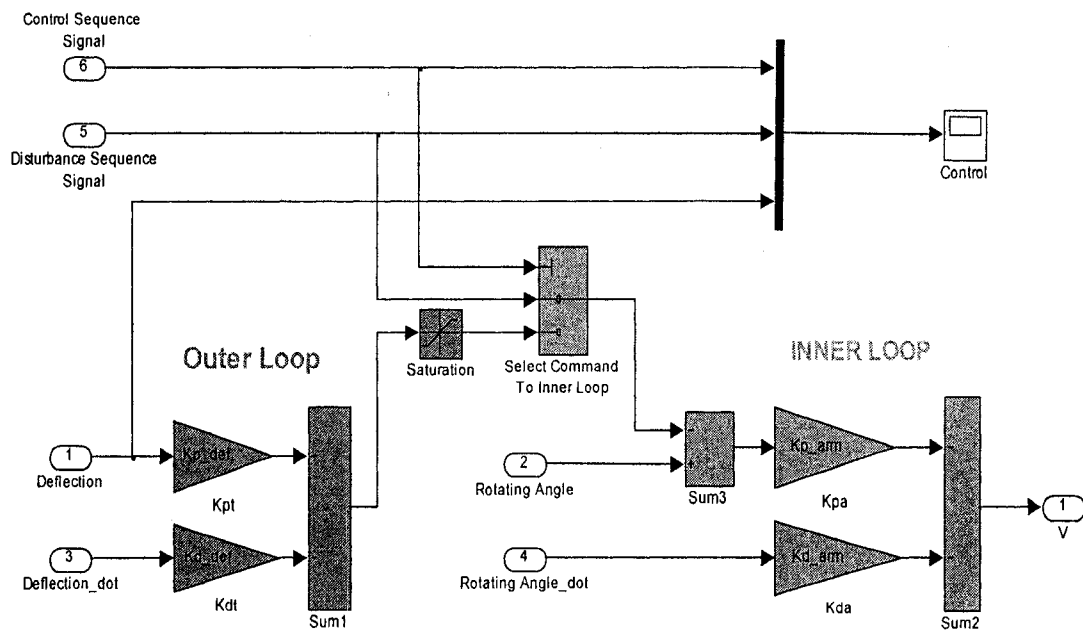 Control Sequence
Signal
6
5
Disturbance Sequence
Signal
Control
Outer Loop
Saturation
Select Command
To Inner Loop
INNER LOOP
1
Deflection
Kp_def
Kpt
3
Deflection_dot
Kd_def
Kdt
Sum1
2
Rotating Angle
-
+
Sum3
Kp_arm
Kpa
4
Rotating Angle_dot
Kd_arm
Kda
Sum2
1
V